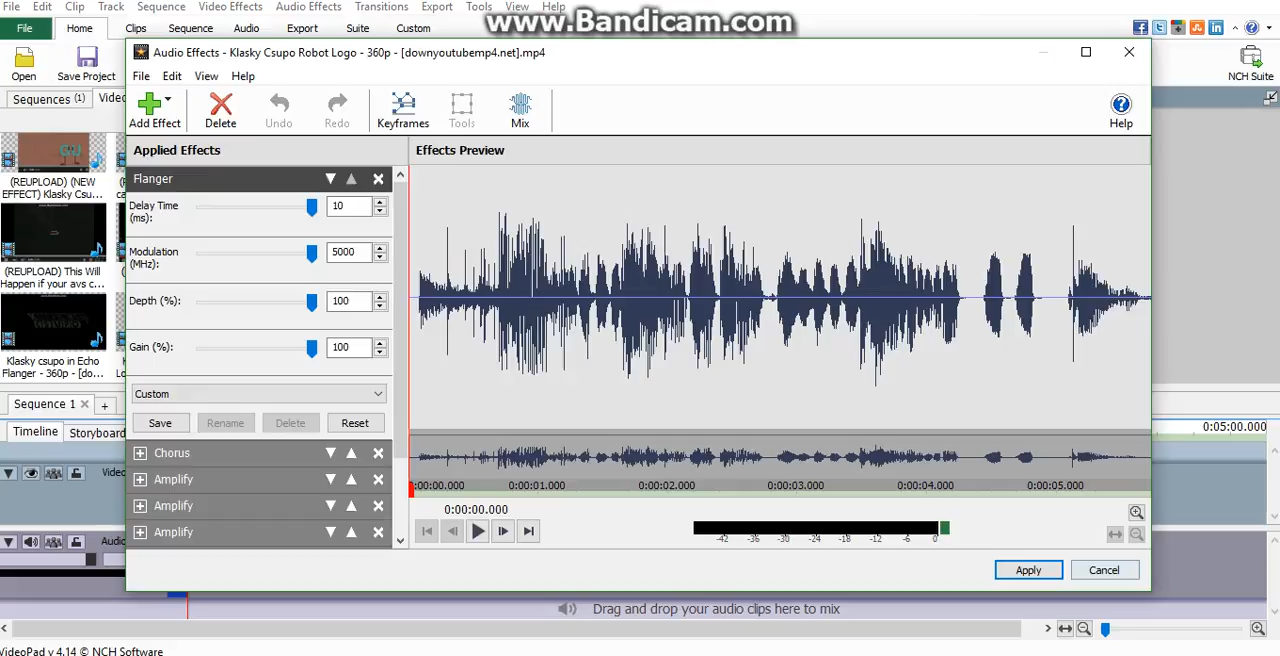 File Edit Clip Track Sequence Video Effects Audio Effects Transitions Export Tools View Help
www.Bandicam.com
File Home Clips Sequence Audio Export Suite Custom
Audio Effects - Klasky Csupo Robot Logo - 360p - [downyoutubemp4.net].mp4
File Edit View Help
Open Save Project
NCH Suite
Add Effect Delete Undo Redo Keyframes Tools Mix Help
Sequences (1) Video
Applied Effects
Effects Preview
Flanger
Delay Time (ms): 10
Modulation (MHz): 5000
Depth (%): 100
Gain (%): 100
Custom
Save Rename Delete Reset
Chorus
Amplify
Amplify
Amplify
(REUPLOAD) (NEW
EFFECT) Klasky Csu...
(REUPLOAD) This Will
Happen if your avs c...
Klasky csupo in Echo
Flanger - 360p - [do...
Sequence 1
Timeline Storyboard
0:05:00.000
Video
Audio
0:00:00.000 0:00:01.000 0:00:02.000 0:00:03.000 0:00:04.000 0:00:05.000
0:00:00.000
-42 -36 -30 -24 -18 -12 -6 0
Apply Cancel
Drag and drop your audio clips here to mix
VideoPad v 4.14 © NCH Software